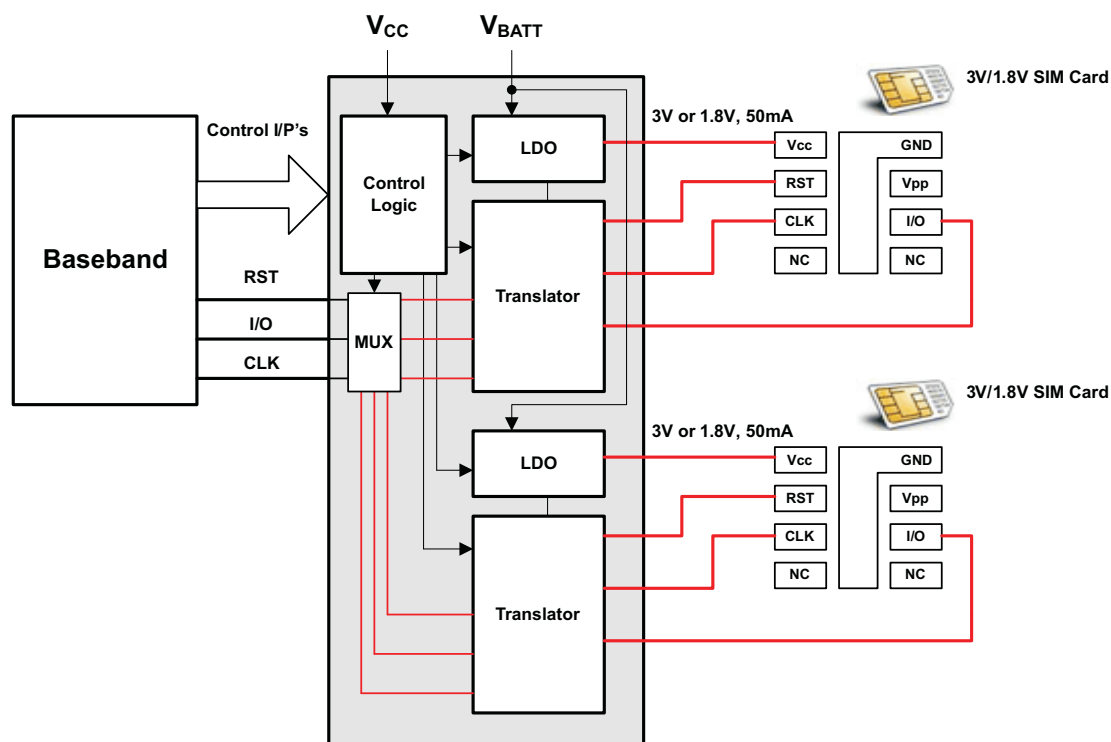 VCC
VBATT
3V/1.8V SIM Card
Control I/P's
3V or 1.8V, 50mA
LDO
Vcc
GND
Control
Logic
RST
Vpp
CLK
I/O
Baseband
NC
NC
RST
Translator
I/O
MUX
CLK
3V/1.8V SIM Card
3V or 1.8V, 50mA
LDO
Vcc
GND
RST
Vpp
CLK
I/O
NC
NC
Translator